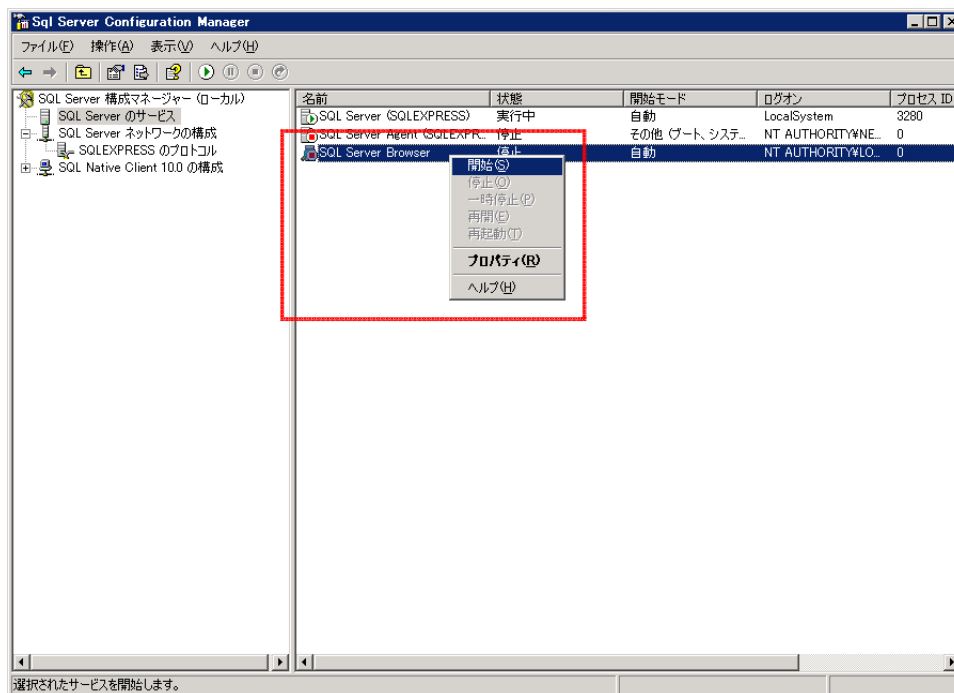 Sql Server Configuration Manager
ファイル(F) 操作(A) 表示(V) ヘルプ(H)
SQL Server 構成マネージャー (ローカル)
SQL Server のサービス
SQL Server ネットワークの構成
SQLEXPRESS のプロトコル
SQL Native Client 10.0 の構成
名前 状態 開始モード ログオン プロセス ID
SQL Server (SQLEXPRESS) 実行中 自動 LocalSystem 3280
SQL Server Agent (SQLEXPR... 停止 その他 (ブート、システ... NT AUTHORITY¥NE... 0
SQL Server Browser 停止 自動 NT AUTHORITY¥LO... 0
開始(S)
停止(O)
一時停止(P)
再開(E)
再起動(T)
プロパティ(R)
ヘルプ(H)
選択されたサービスを開始します。